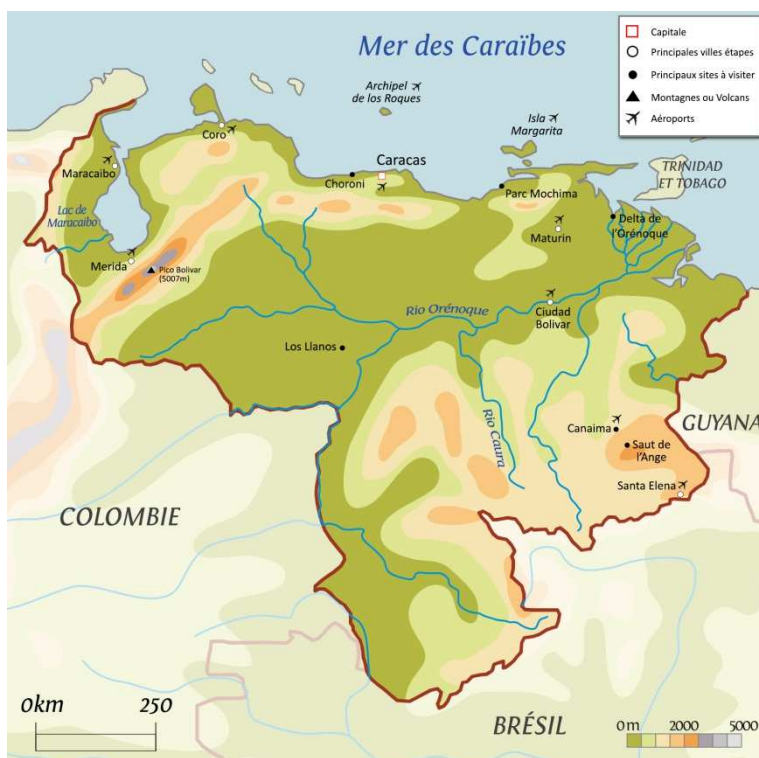 Mer des Caraïbes
Capitale
Principales villes étapes
Principaux sites à visiter
Montagnes ou Volcans
Aéroports
Archipel
de los Roques
Isla
Margarita
Coro
Caracas
Maracaibo
Choroni
Parc Mochima
TRINIDAD
ET TOBAGO
Lac de
Maracaibo
Delta de
l'Orénoque
Maturin
Merida
Pico Bolivar
(5007m)
Rio Orénoque
Ciudad
Bolivar
Los Llanos
Rio Caura
Canaima
GUYANA
Saut de
l'Ange
Santa Elena
COLOMBIE
0km 250
BRÉSIL
0 m 2000 5000